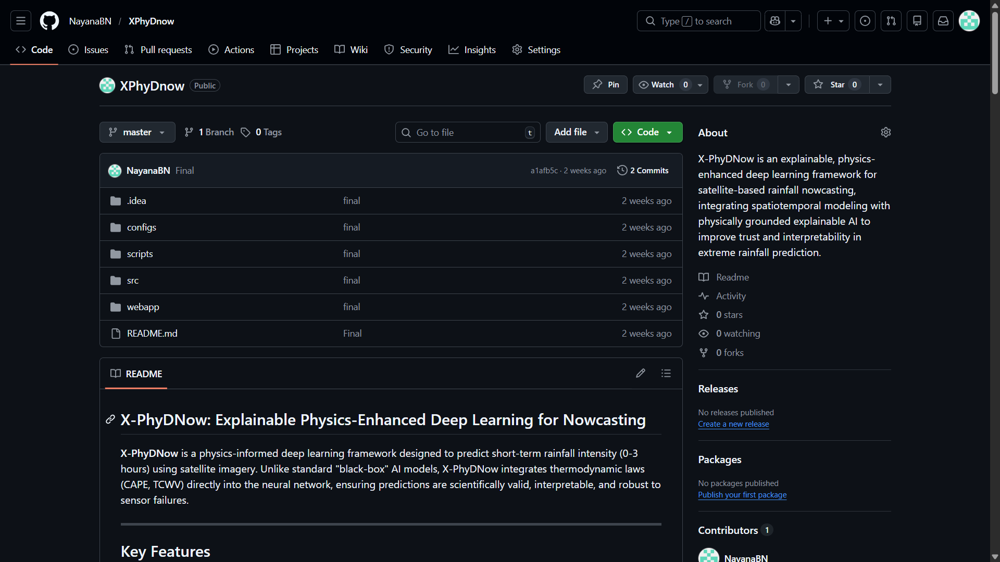 NayanaBN / XPhyDnow
Type / to search
Code
Issues
Pull requests
Actions
Projects
Wiki
Security
Insights
Settings
XPhyDnow Public
Pin
Watch 0
Fork 0
Star 0
master
1 Branch
0 Tags
Go to file t
Add file
Code
NayanaBN Final a1afb5c · 2 weeks ago 2 Commits
.idea final 2 weeks ago
configs final 2 weeks ago
scripts final 2 weeks ago
src final 2 weeks ago
webapp final 2 weeks ago
README.md Final 2 weeks ago
README
X-PhyDNow: Explainable Physics-Enhanced Deep Learning for Nowcasting
X-PhyDNow is a physics-informed deep learning framework designed to predict short-term rainfall intensity (0-3
hours) using satellite imagery. Unlike standard "black-box" AI models, X-PhyDNow integrates thermodynamic laws
(CAPE, TCWV) directly into the neural network, ensuring predictions are scientifically valid, interpretable, and robust to
sensor failures.
Key Features
About
X-PhyDNow is an explainable, physics-
enhanced deep learning framework for
satellite-based rainfall nowcasting,
integrating spatiotemporal modeling with
physically grounded explainable AI to
improve trust and interpretability in
extreme rainfall prediction.
Readme
Activity
0 stars
0 watching
0 forks
Releases
No releases published
Create a new release
Packages
No packages published
Publish your first package
Contributors 1
NayanaBN